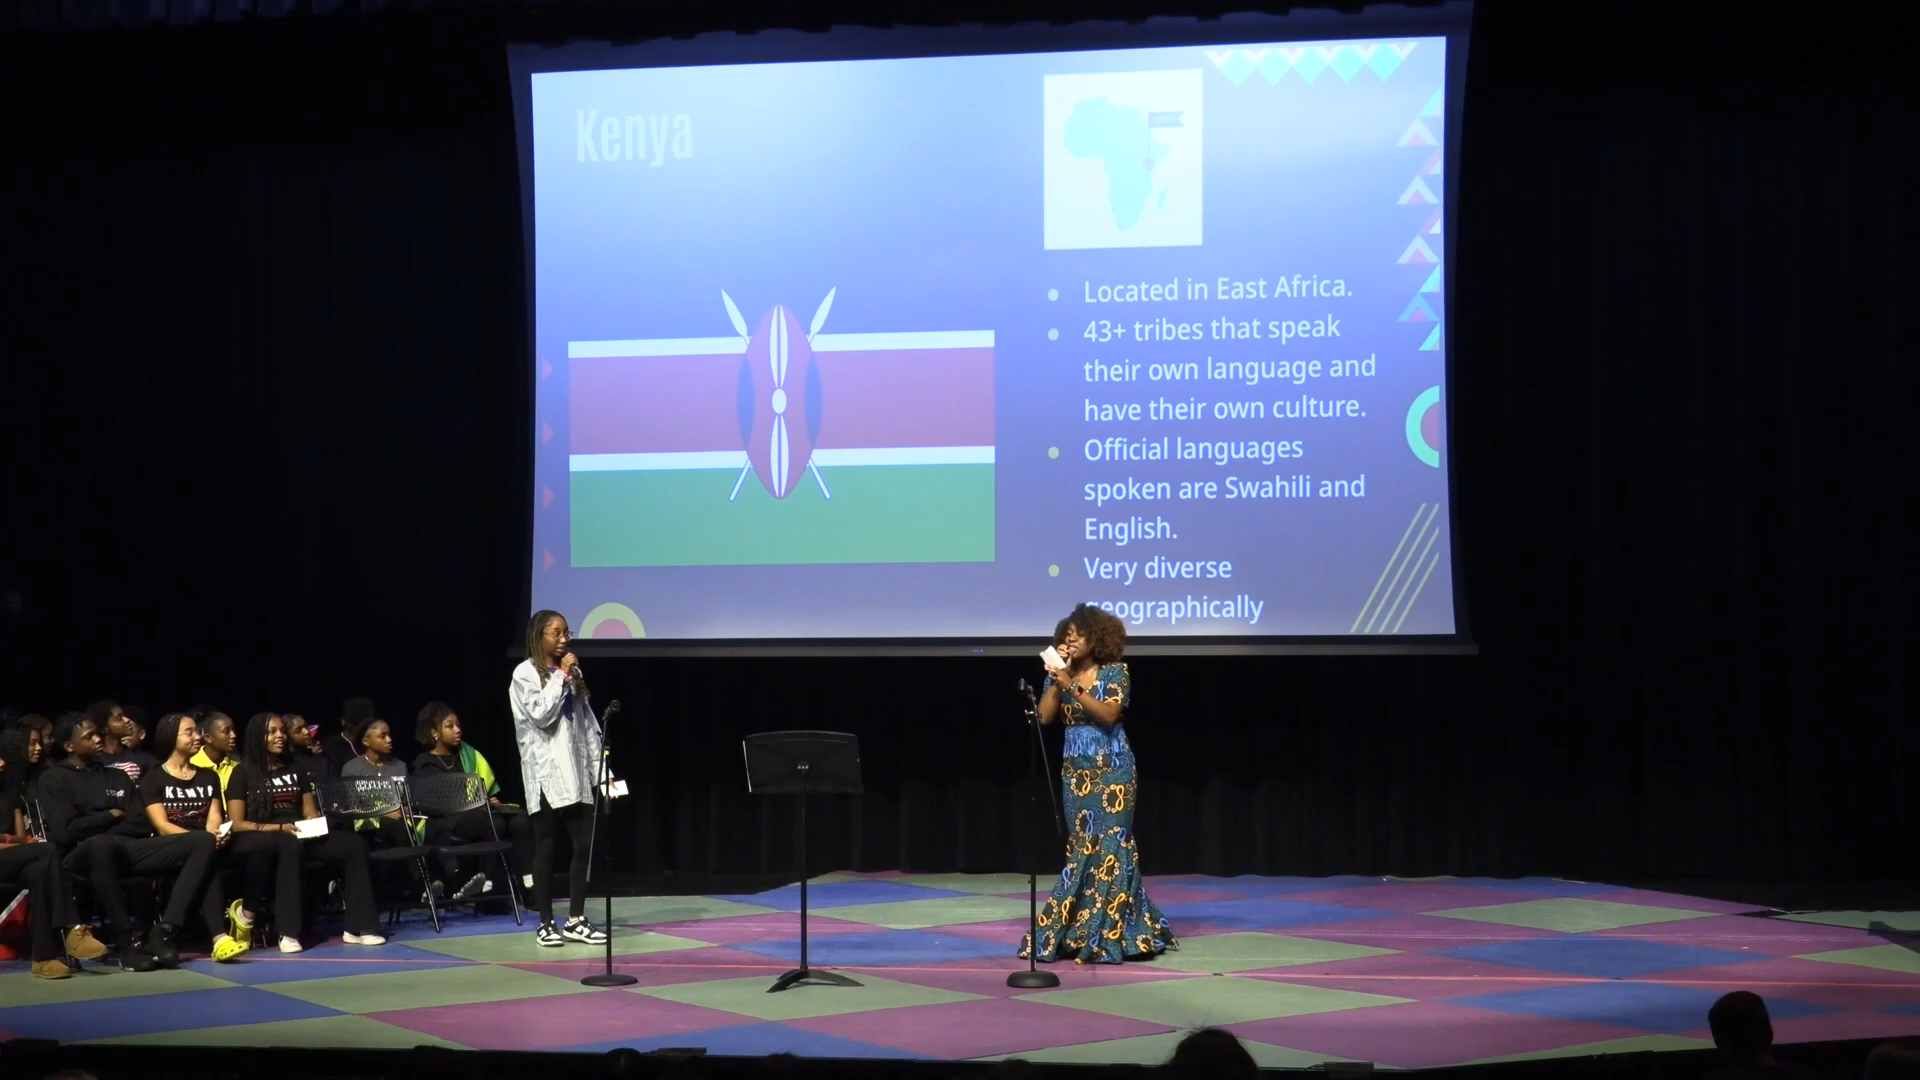 Kenya
Located in East Africa.
43+ tribes that speak
their own language and
have their own culture.
Official languages
spoken are Swahili and
English.
Very diverse
geographically
KENYA